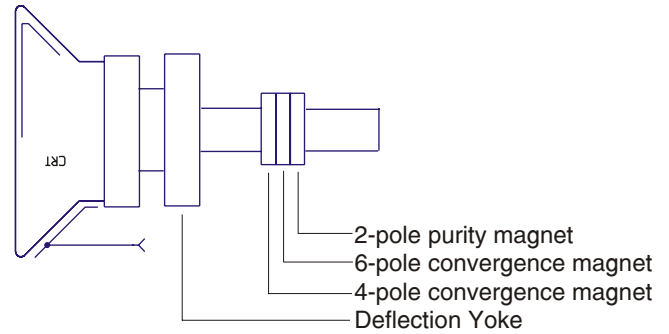 CRT
2-pole purity magnet
6-pole convergence magnet
4-pole convergence magnet
Deflection Yoke